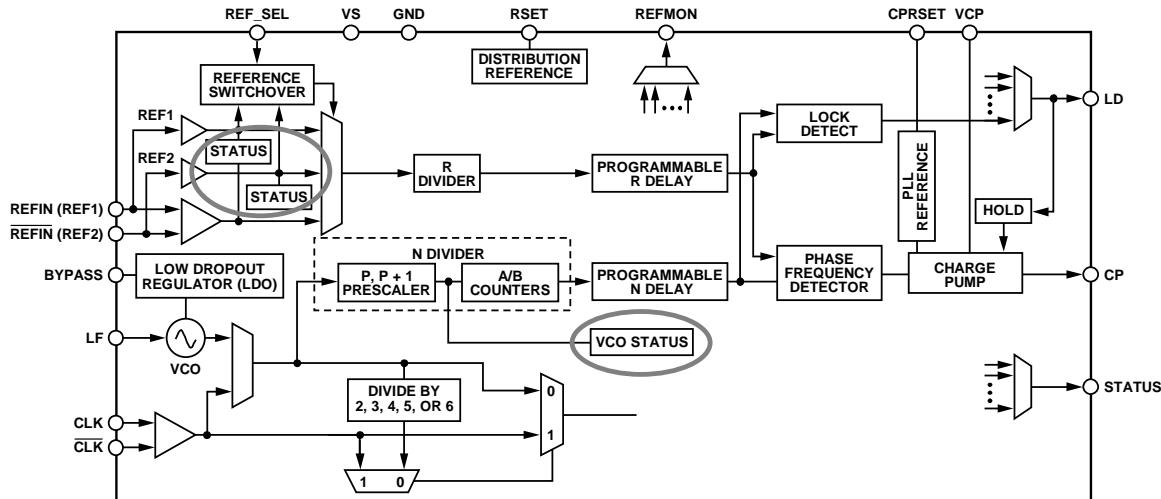 REF_SEL
VS
GND
RSET
REFMON
CPRSET
VCP
DISTRIBUTION
REFERENCE
REFERENCE
SWITCHOVER
REF1
STATUS
REF2
STATUS
R
DIVIDER
PROGRAMMABLE
R DELAY
LOCK
DETECT
LD
PLL
REFERENCE
HOLD
REFIN (REF1)
REFIN (REF2)
BYPASS
LOW DROPOUT
REGULATOR (LDO)
N DIVIDER
P, P + 1
PRESCALER
A/B
COUNTERS
PROGRAMMABLE
N DELAY
PHASE
FREQUENCY
DETECTOR
CHARGE
PUMP
CP
LF
VCO
VCO STATUS
DIVIDE BY
2, 3, 4, 5, OR 6
0
1
STATUS
CLK
CLK
1
0